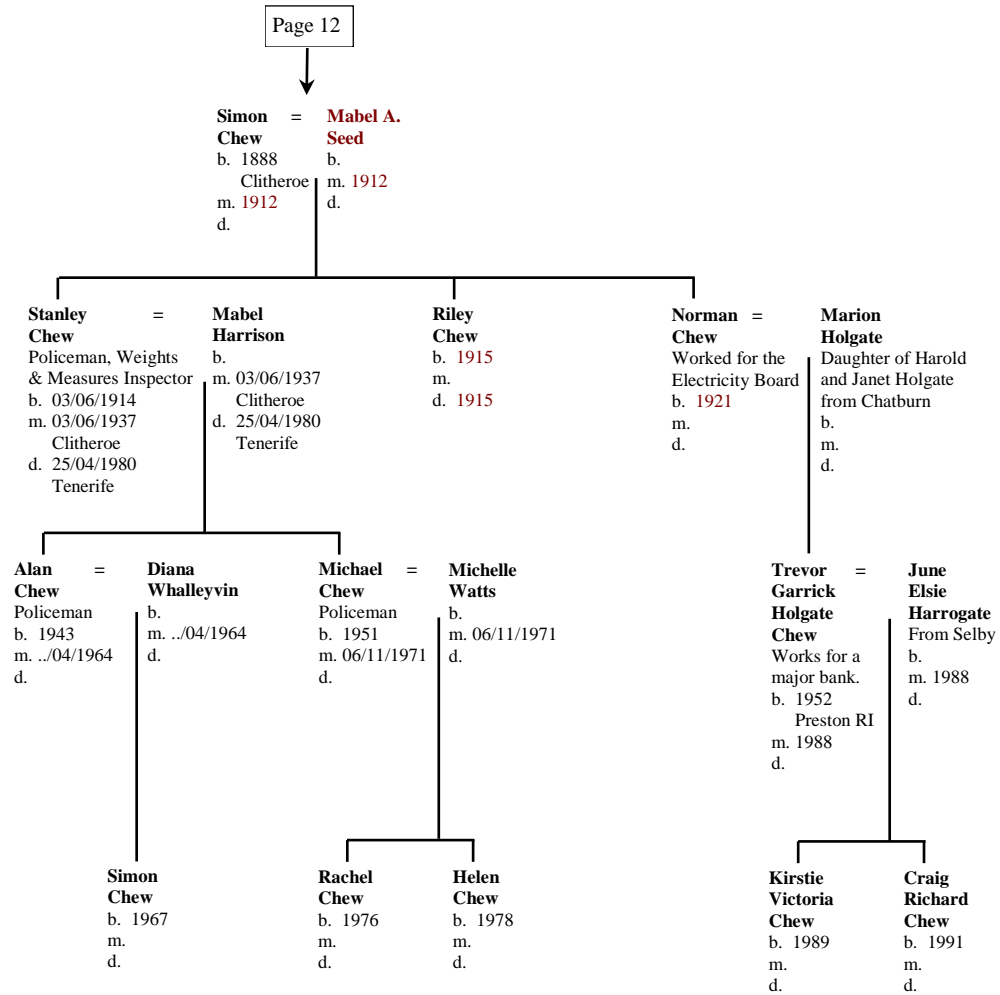 Page 12
Simon =
Chew
b. 1888
Clitheroe
m. 1912
d.
Mabel A.
Seed
b.
m. 1912
d.
Stanley =
Chew
Policeman, Weights
& Measures Inspector
b. 03/06/1914
m. 03/06/1937
Clitheroe
d. 25/04/1980
Tenerife
Mabel
Harrison
b.
m. 03/06/1937
Clitheroe
d. 25/04/1980
Tenerife
Riley
Chew
b. 1915
m.
d. 1915
Norman =
Chew
Worked for the
Electricity Board
b. 1921
m.
d.
Marion
Holgate
Daughter of Harold
and Janet Holgate
from Chatburn
b.
m.
d.
Alan =
Chew
Policeman
b. 1943
m. ../04/1964
d.
Diana
Whalleyvin
b.
m. ../04/1964
d.
Michael =
Chew
Policeman
b. 1951
m. 06/11/1971
d.
Michelle
Watts
b.
m. 06/11/1971
d.
Trevor =
Garrick
Holgate
Chew
Works for a
major bank.
b. 1952
Preston RI
m. 1988
d.
June
Elsie
Harrogate
From Selby
b.
m. 1988
d.
Simon
Chew
b. 1967
m.
d.
Rachel
Chew
b. 1976
m.
d.
Helen
Chew
b. 1978
m.
d.
Kirstie
Victoria
Chew
b. 1989
m.
d.
Craig
Richard
Chew
b. 1991
m.
d.